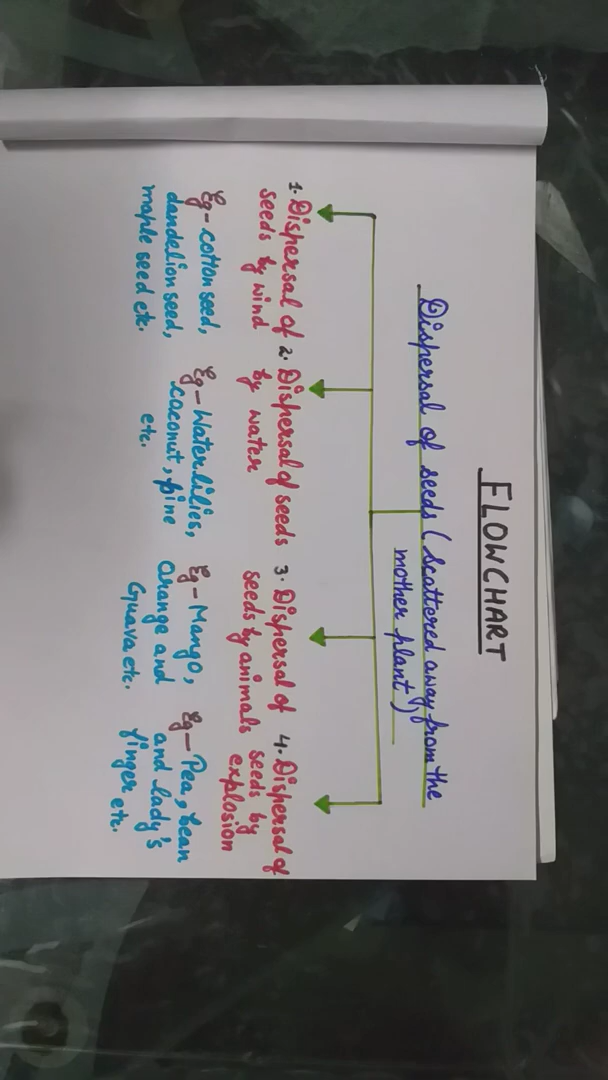 FLOWCHART
Dispersal of seeds (scattered away from the
mother plant)
1. Dispersal of
seeds by wind
Eg - cotton seed,
dandelion seed,
maple seed etc.
2. Dispersal of seeds
by water
Eg - Waterlilies,
coconut, pine
etc.
3. Dispersal of
seeds by animals
Eg - Mango,
Orange and
Guava etc.
4. Dispersal of
seeds by
explosion
Eg - Pea, bean
and lady's
finger etc.